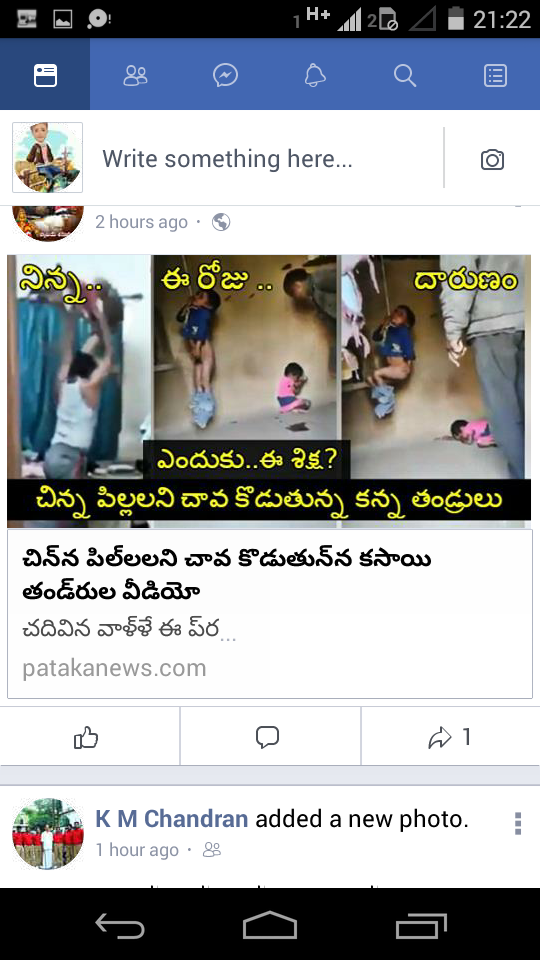 1 H+ 2 21:22
Write something here...
2 hours ago ·
నిన్న.. ఈ రోజు .. దారుణం
ఎందుకు..ఈ శిక్ష?
చిన్న పిల్లలని చావ కొడుతున్న కన్న తండ్రులు
చిన్‌న పిల్‌లలని చావ కొడుతున్‌న కసాయి
తండ్‌రుల వీడియో
చదివిన వాళ్‌ళే ఈ ప్‌ర...
patakanews.com
1
K M Chandran added a new photo.
1 hour ago ·